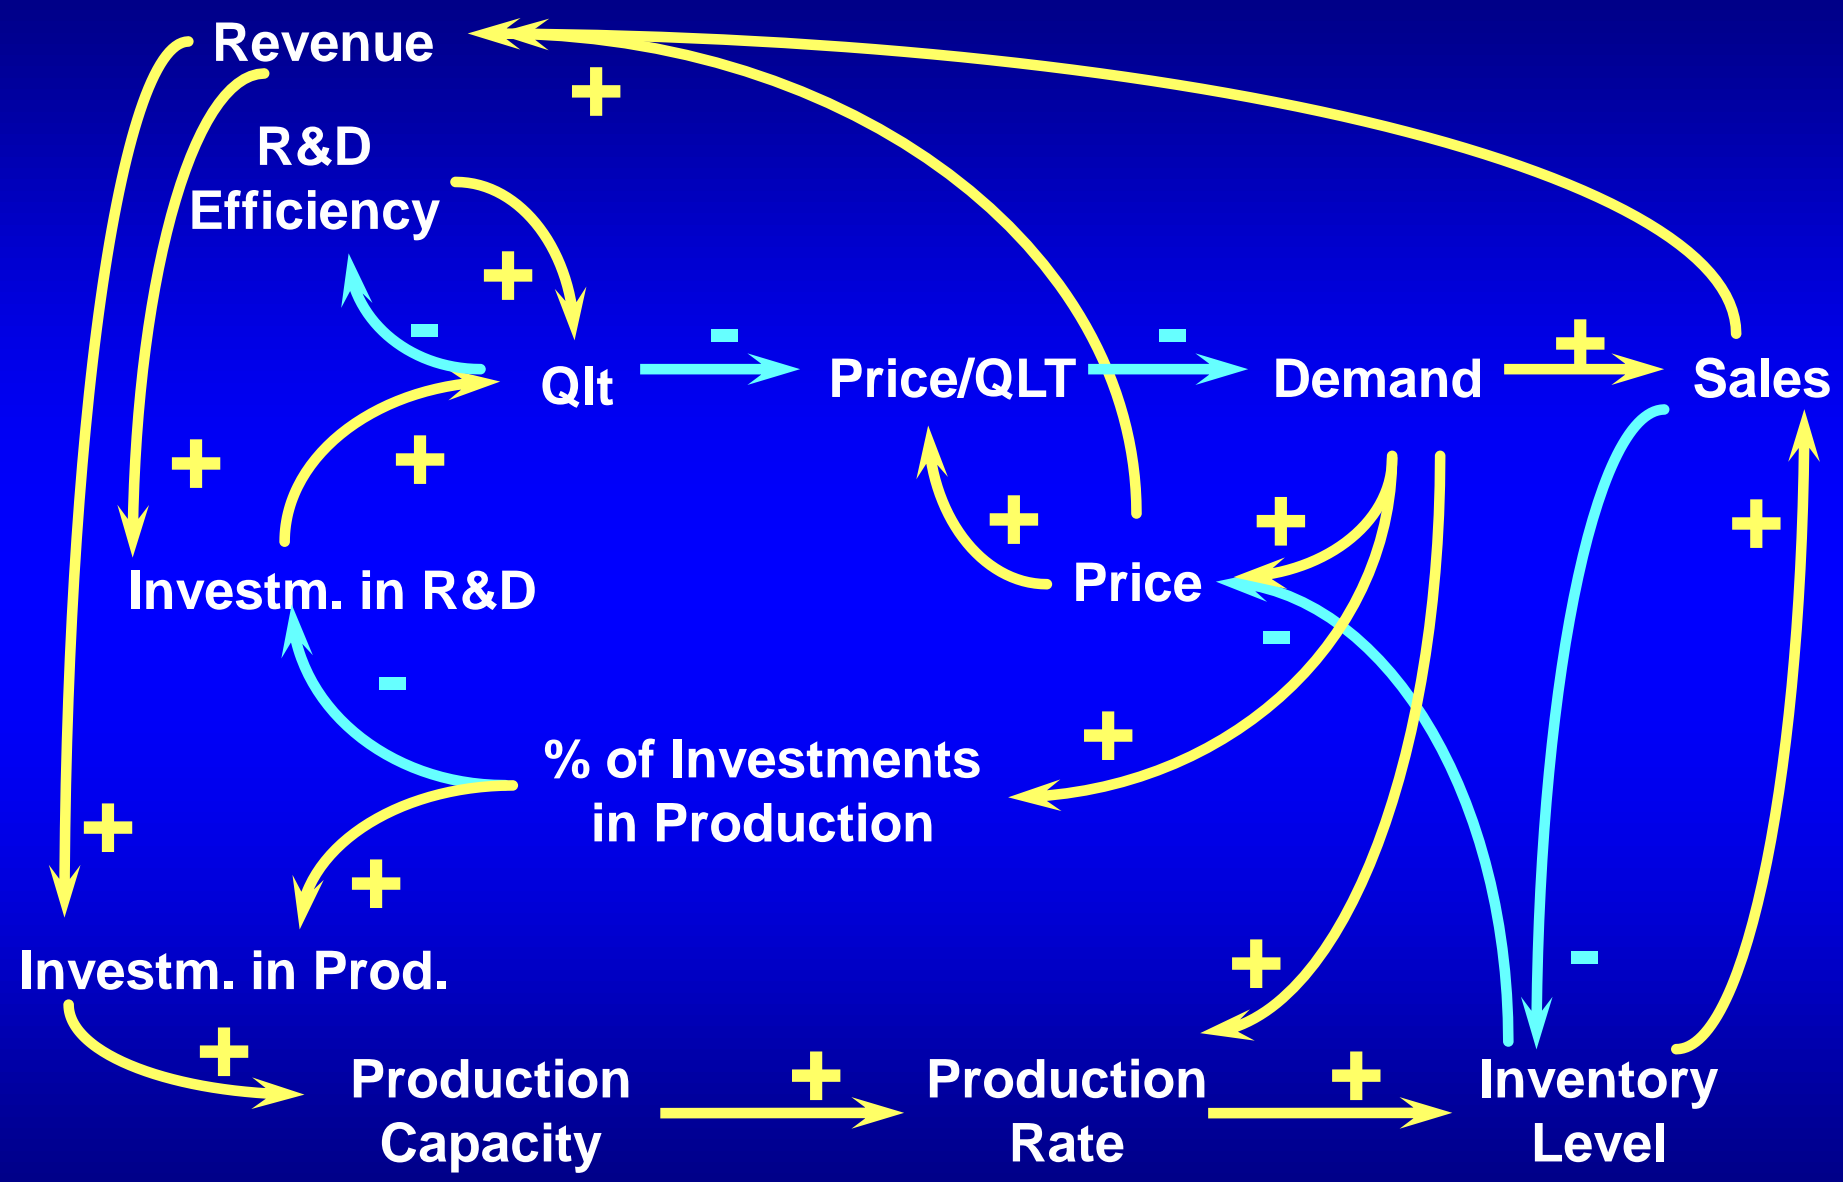 Revenue
+
R&D
Efficiency
+
-
Qlt
-
Price/QLT
-
Demand
+
Sales
+
+
+
+
+
Investm. in R&D
Price
-
-
+
% of Investments
in Production
+
+
+
-
Investm. in Prod.
+
Production
Capacity
+
Production
Rate
+
Inventory
Level